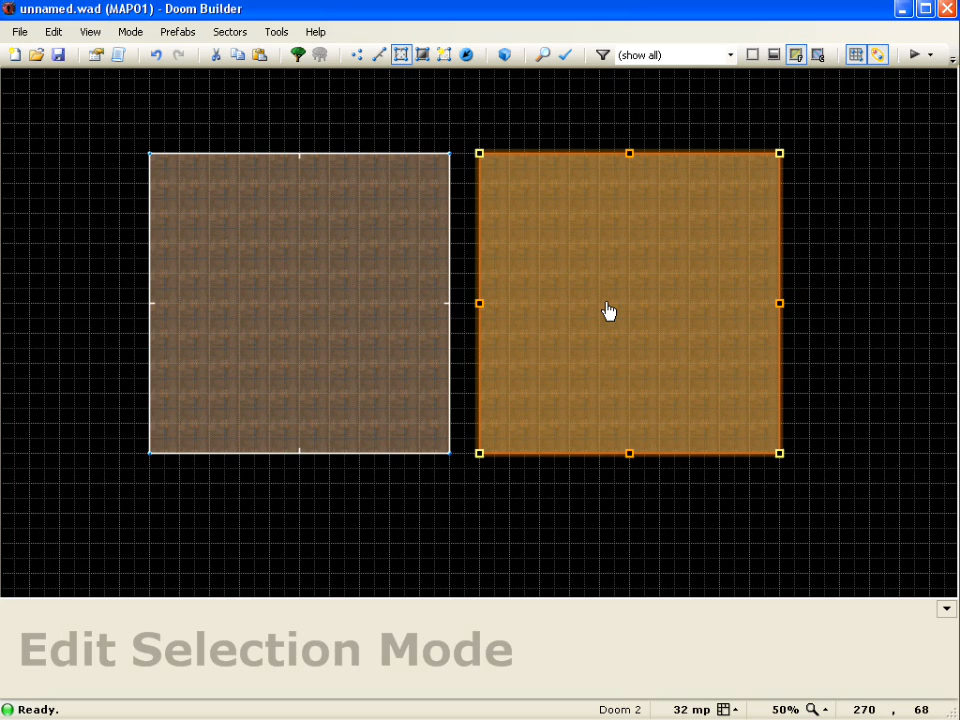 unnamed.wad (MAP01) - Doom Builder
File Edit View Mode Prefabs Sectors Tools Help
(show all)
Edit Selection Mode
Ready. Doom 2 32 mp 50% 270 , 68